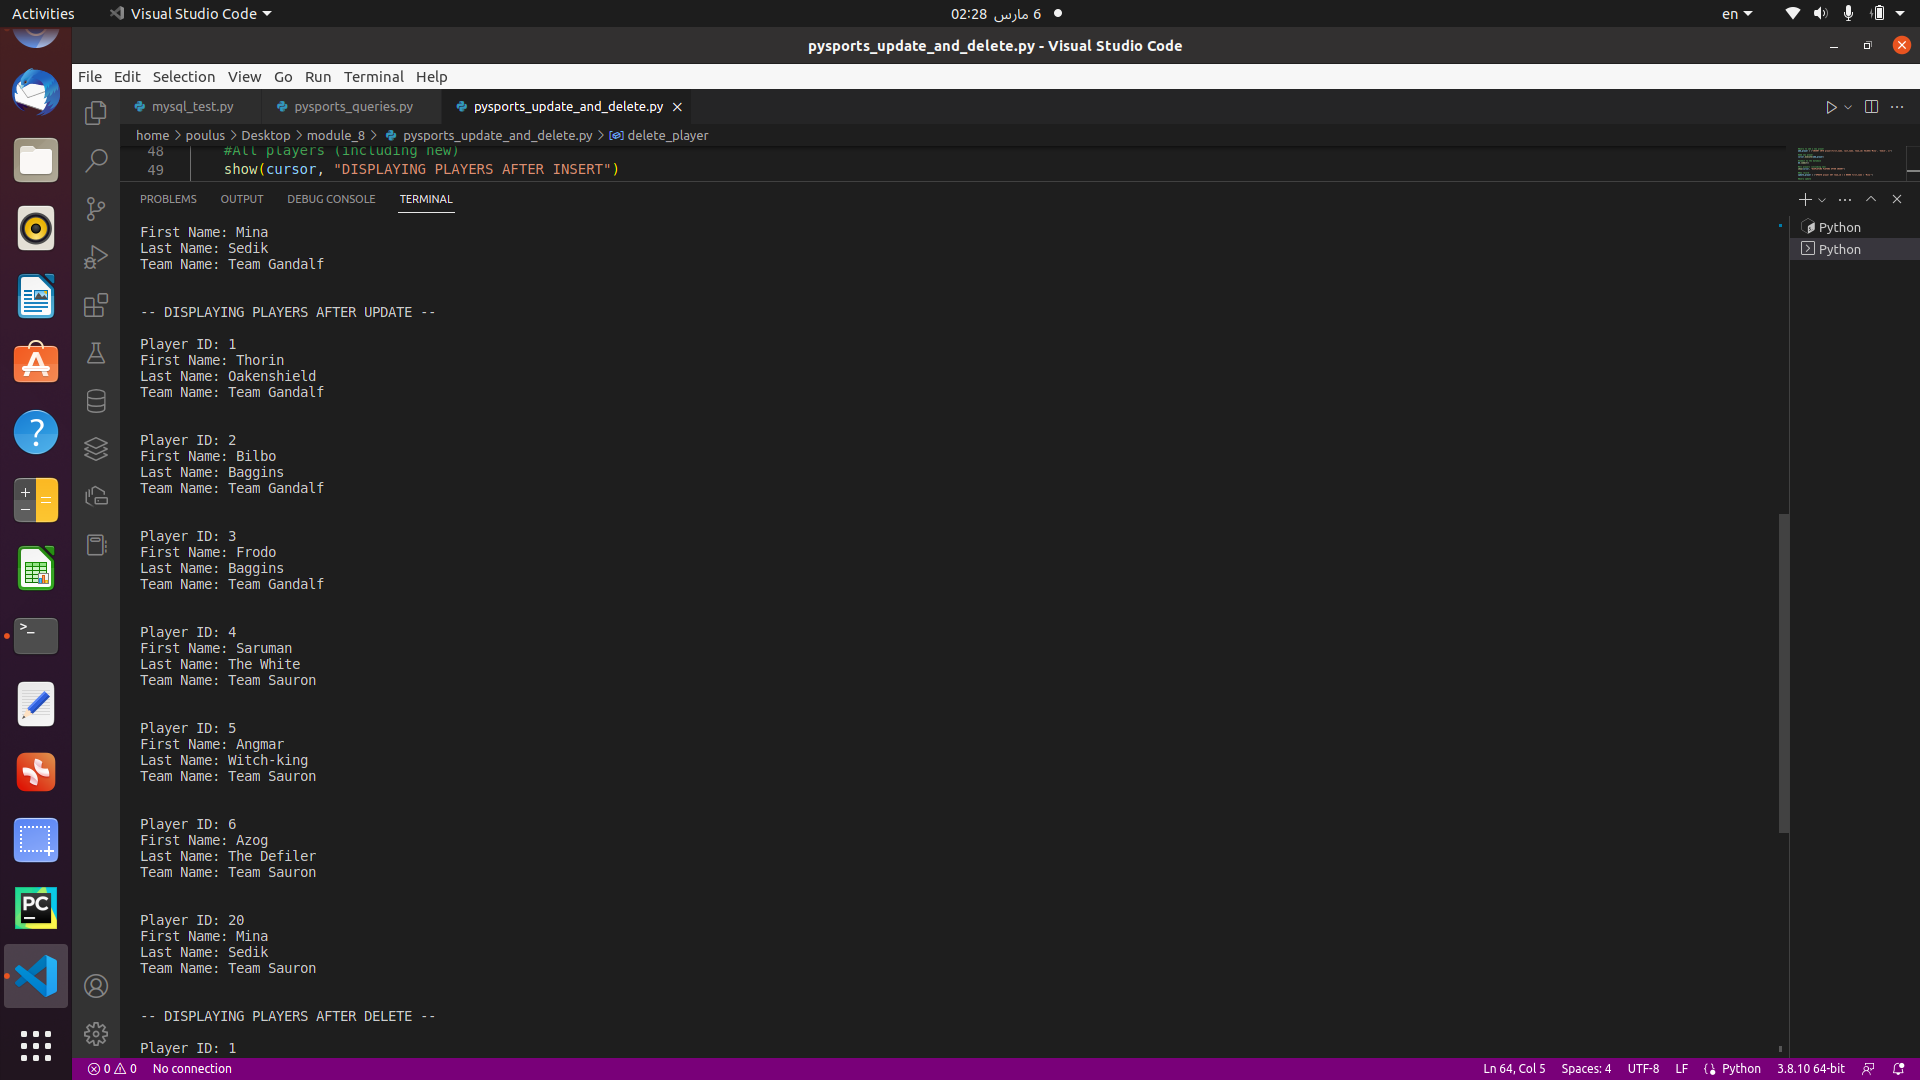 Activities
Visual Studio Code
02:28 6 مارس
en
pysports_update_and_delete.py - Visual Studio Code
File Edit Selection View Go Run Terminal Help
mysql_test.py
pysports_queries.py
pysports_update_and_delete.py
home > poulus > Desktop > module_8 > pysports_update_and_delete.py > delete_player
48 #All players (including new)
49 show(cursor, "DISPLAYING PLAYERS AFTER INSERT")
PROBLEMS OUTPUT DEBUG CONSOLE TERMINAL
Python
Python
First Name: Mina
Last Name: Sedik
Team Name: Team Gandalf
-- DISPLAYING PLAYERS AFTER UPDATE --
Player ID: 1
First Name: Thorin
Last Name: Oakenshield
Team Name: Team Gandalf
Player ID: 2
First Name: Bilbo
Last Name: Baggins
Team Name: Team Gandalf
Player ID: 3
First Name: Frodo
Last Name: Baggins
Team Name: Team Gandalf
Player ID: 4
First Name: Saruman
Last Name: The White
Team Name: Team Sauron
Player ID: 5
First Name: Angmar
Last Name: Witch-king
Team Name: Team Sauron
Player ID: 6
First Name: Azog
Last Name: The Defiler
Team Name: Team Sauron
Player ID: 20
First Name: Mina
Last Name: Sedik
Team Name: Team Sauron
-- DISPLAYING PLAYERS AFTER DELETE --
Player ID: 1
PC
0 0 No connection
Ln 64, Col 5 Spaces: 4 UTF-8 LF Python 3.8.10 64-bit